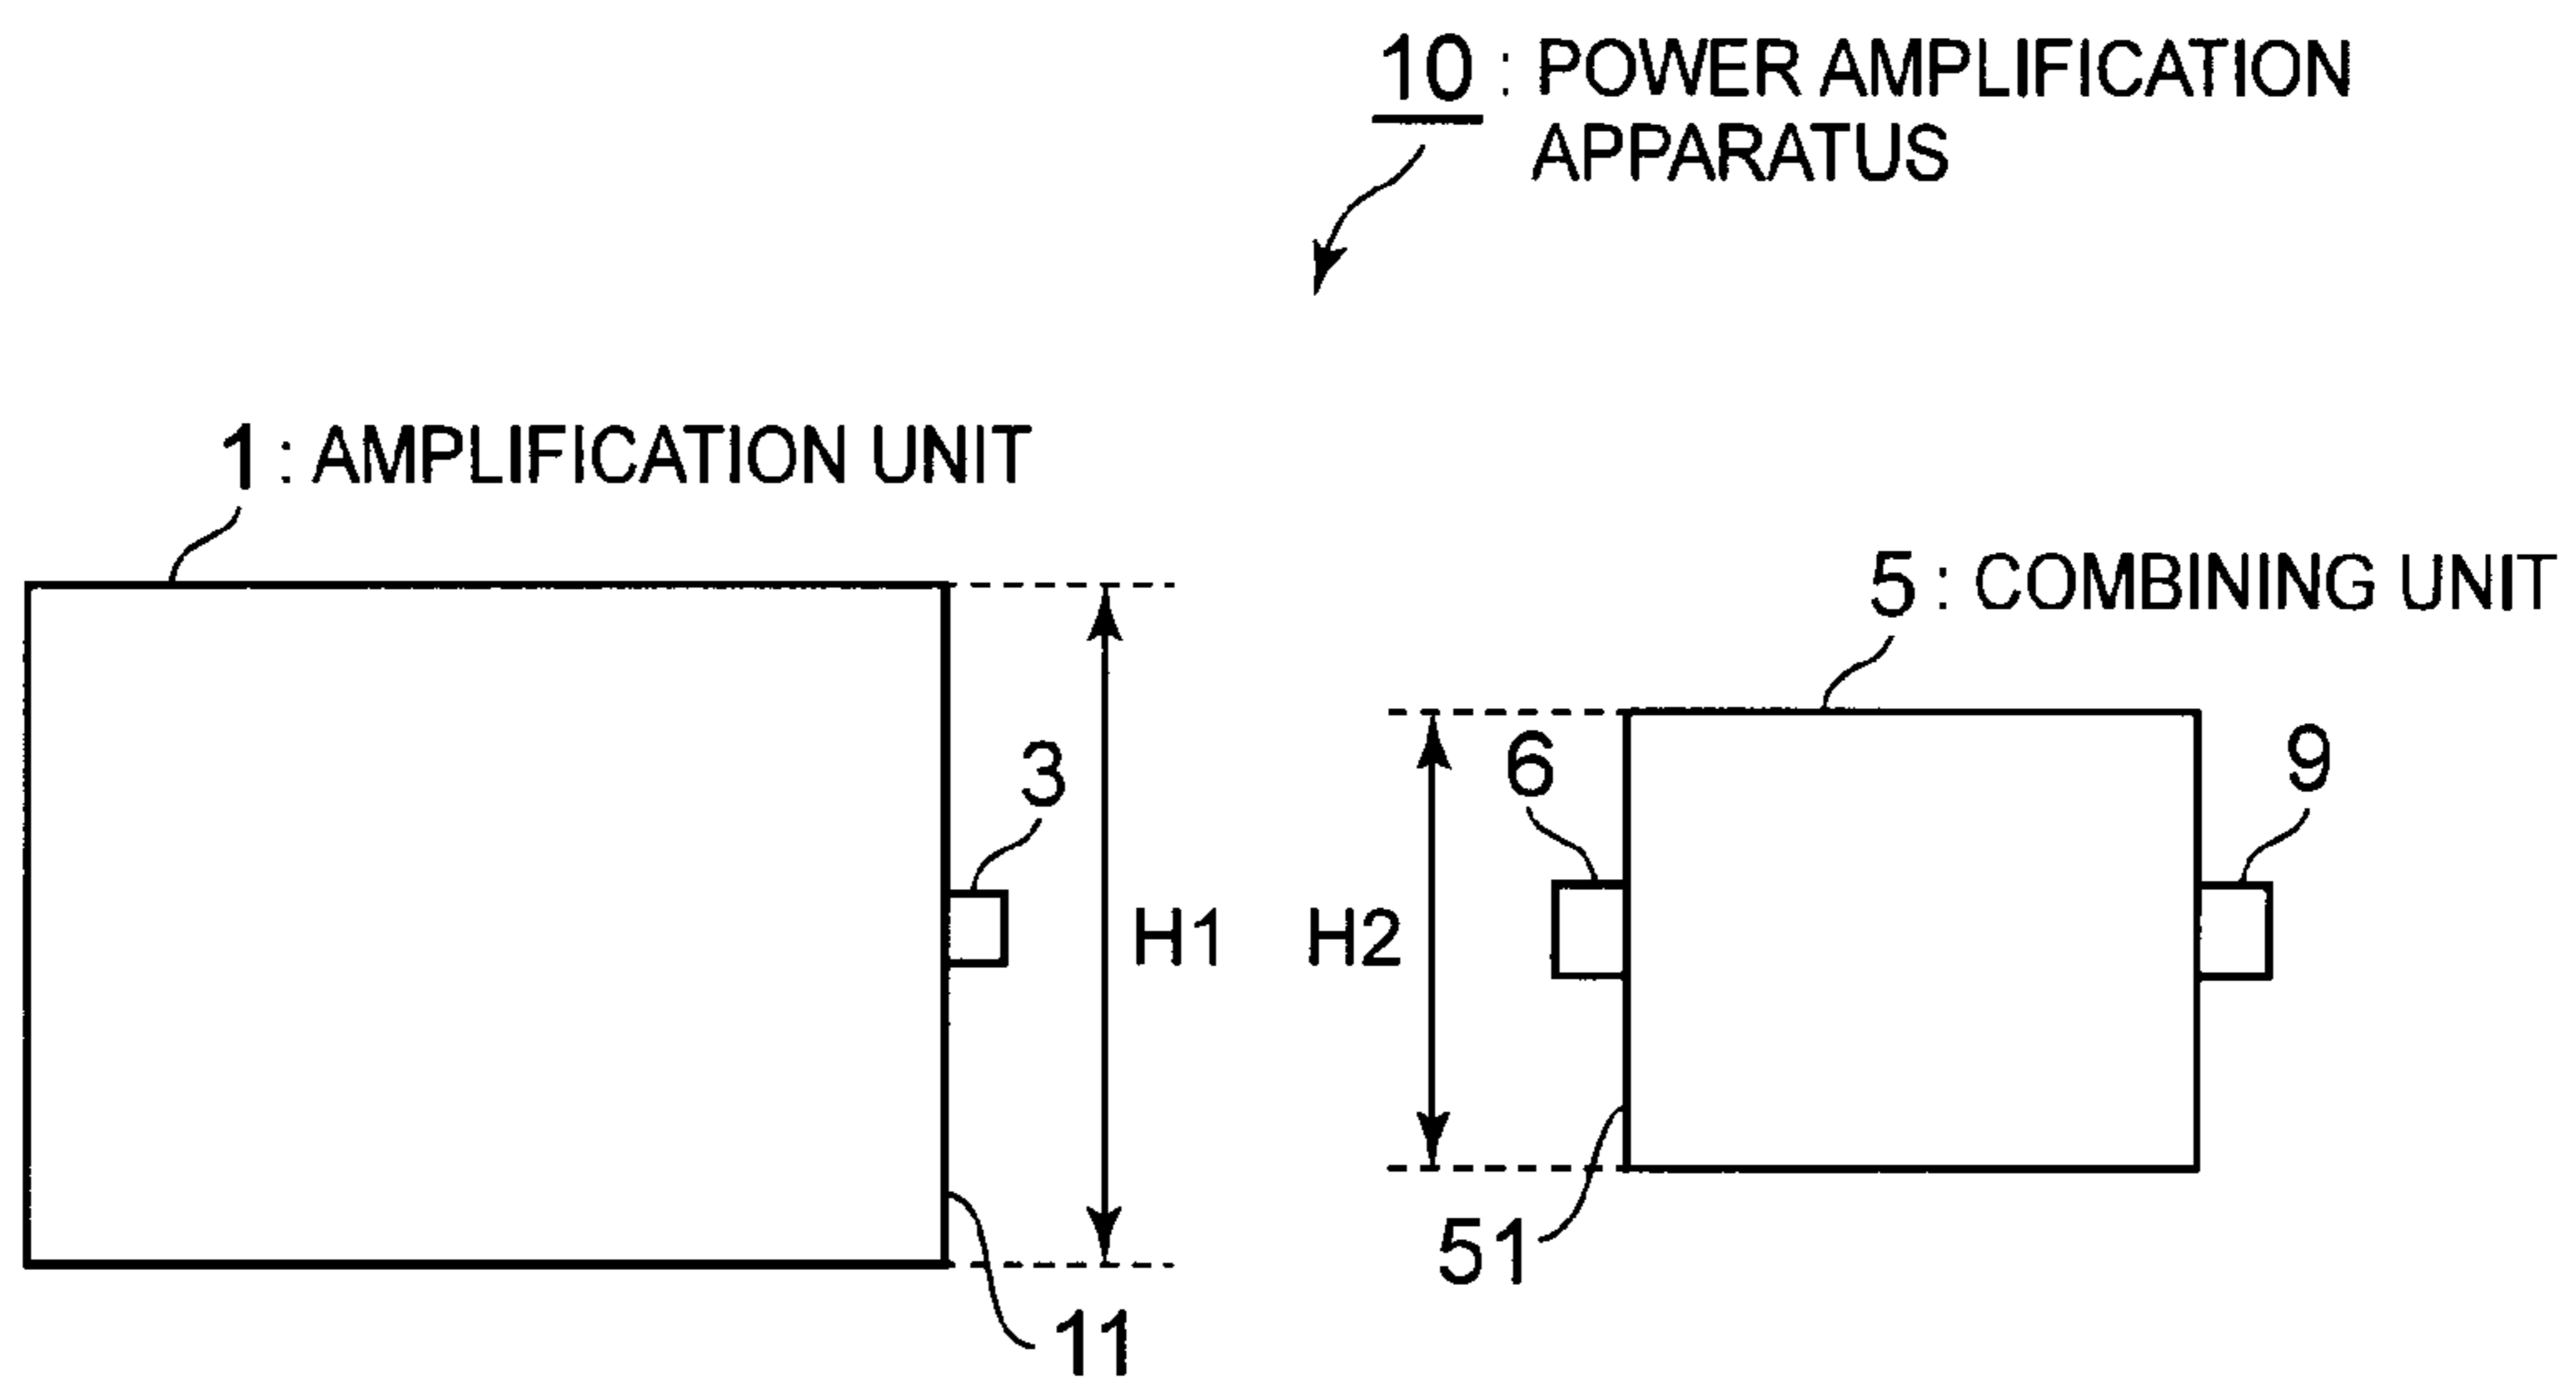 10 : POWER AMPLIFICATION
APPARATUS
1 : AMPLIFICATION UNIT
5 : COMBINING UNIT
3
6
9
H1
H2
51
11